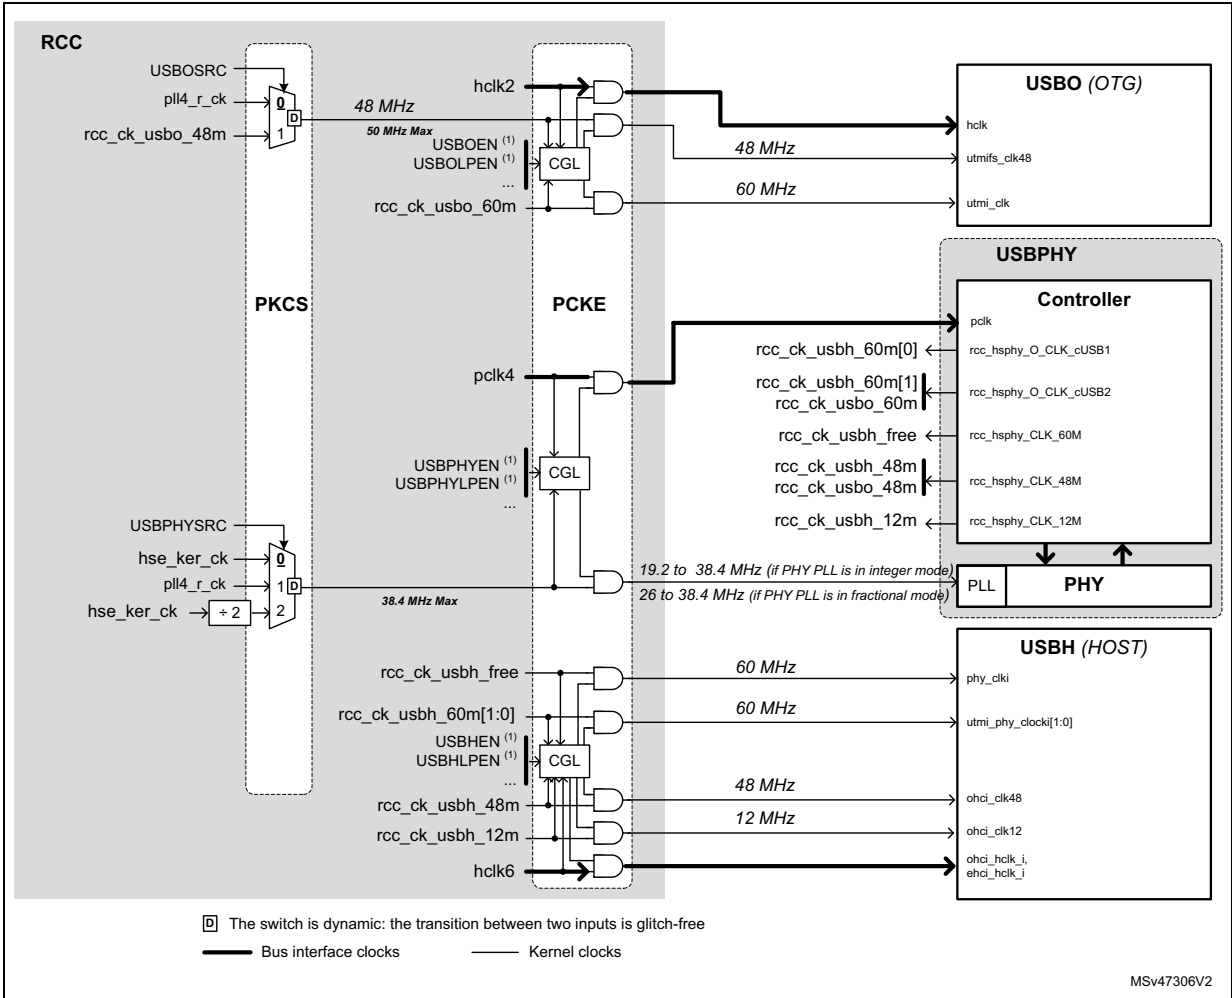 RCC
USBOSRC
pll4_r_ck
rcc_ck_usbo_48m
0
1
D
48 MHz
50 MHz Max
hclk2
USBOEN (1)
USBOLPEN (1)
...
CGL
rcc_ck_usbo_60m
48 MHz
60 MHz
USBO (OTG)
hclk
utmifs_clk48
utmi_clk
PKCS
PCKE
pclk4
USBPHYEN (1)
USBPHYLPEN (1)
...
CGL
USBPHYSRC
hse_ker_ck
pll4_r_ck
hse_ker_ck
÷ 2
0
1
2
D
38.4 MHz Max
19.2 to 38.4 MHz (if PHY PLL is in integer mode)
26 to 38.4 MHz (if PHY PLL is in fractional mode)
USBPHY
Controller
pclk
rcc_ck_usbh_60m[0]
rcc_hsphy_O_CLK_cUSB1
rcc_ck_usbh_60m[1]
rcc_ck_usbo_60m
rcc_hsphy_O_CLK_cUSB2
rcc_ck_usbh_free
rcc_hsphy_CLK_60M
rcc_ck_usbh_48m
rcc_ck_usbo_48m
rcc_hsphy_CLK_48M
rcc_ck_usbh_12m
rcc_hsphy_CLK_12M
PLL
PHY
rcc_ck_usbh_free
rcc_ck_usbh_60m[1:0]
USBHEN (1)
USBHLPEN (1)
...
CGL
rcc_ck_usbh_48m
rcc_ck_usbh_12m
hclk6
60 MHz
60 MHz
48 MHz
12 MHz
USBH (HOST)
phy_clki
utmi_phy_clocki[1:0]
ohci_clk48
ohci_clk12
ohci_hclk_i,
ehci_hclk_i
D The switch is dynamic: the transition between two inputs is glitch-free
Bus interface clocks
Kernel clocks
MSv47306V2